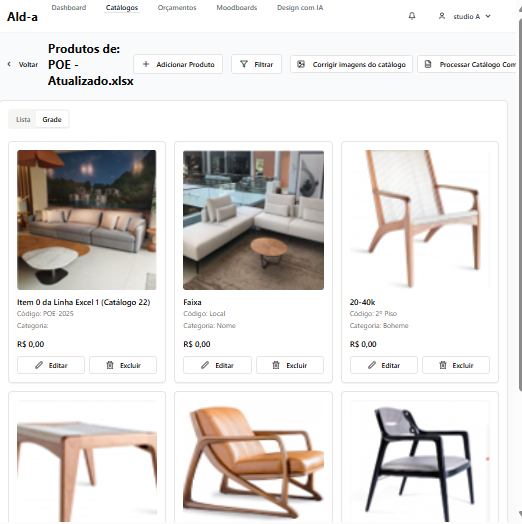 Ald-a
Dashboard
Catálogos
Orçamentos
Moodboards
Design com IA
studio A
Voltar
Produtos de:
POE -
Atualizado.xlsx
Adicionar Produto
Filtrar
Corrigir imagens do catálogo
Processar Catálogo Com
Lista
Grade
Item 0 da Linha Excel 1 (Catálogo 22)
Código: POE-2025
Categoria:
R$ 0,00
Editar
Excluir
Faixa
Código: Local
Categoria: Nome
R$ 0,00
Editar
Excluir
20-40k
Código: 2º Piso
Categoria: Boheme
R$ 0,00
Editar
Excluir